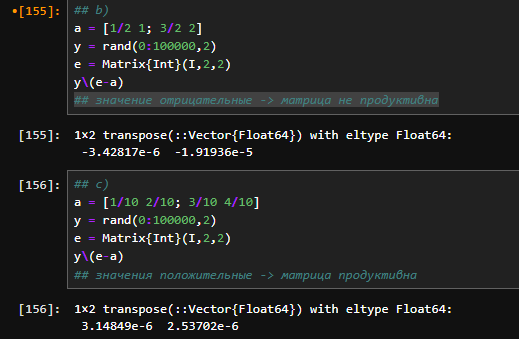 •[155]:
## b)
a = [1/2 1; 3/2 2]
y = rand(0:100000,2)
e = Matrix{Int}(I,2,2)
y\(e-a)
## значение отрицательные -> матрица не продуктивна
[155]: 1×2 transpose(::Vector{Float64}) with eltype Float64:
-3.42817e-6 -1.91936e-5
[156]:
## c)
a = [1/10 2/10; 3/10 4/10]
y = rand(0:100000,2)
e = Matrix{Int}(I,2,2)
y\(e-a)
## значения положительные -> матрица продуктивна
[156]: 1×2 transpose(::Vector{Float64}) with eltype Float64:
3.14849e-6 2.53702e-6